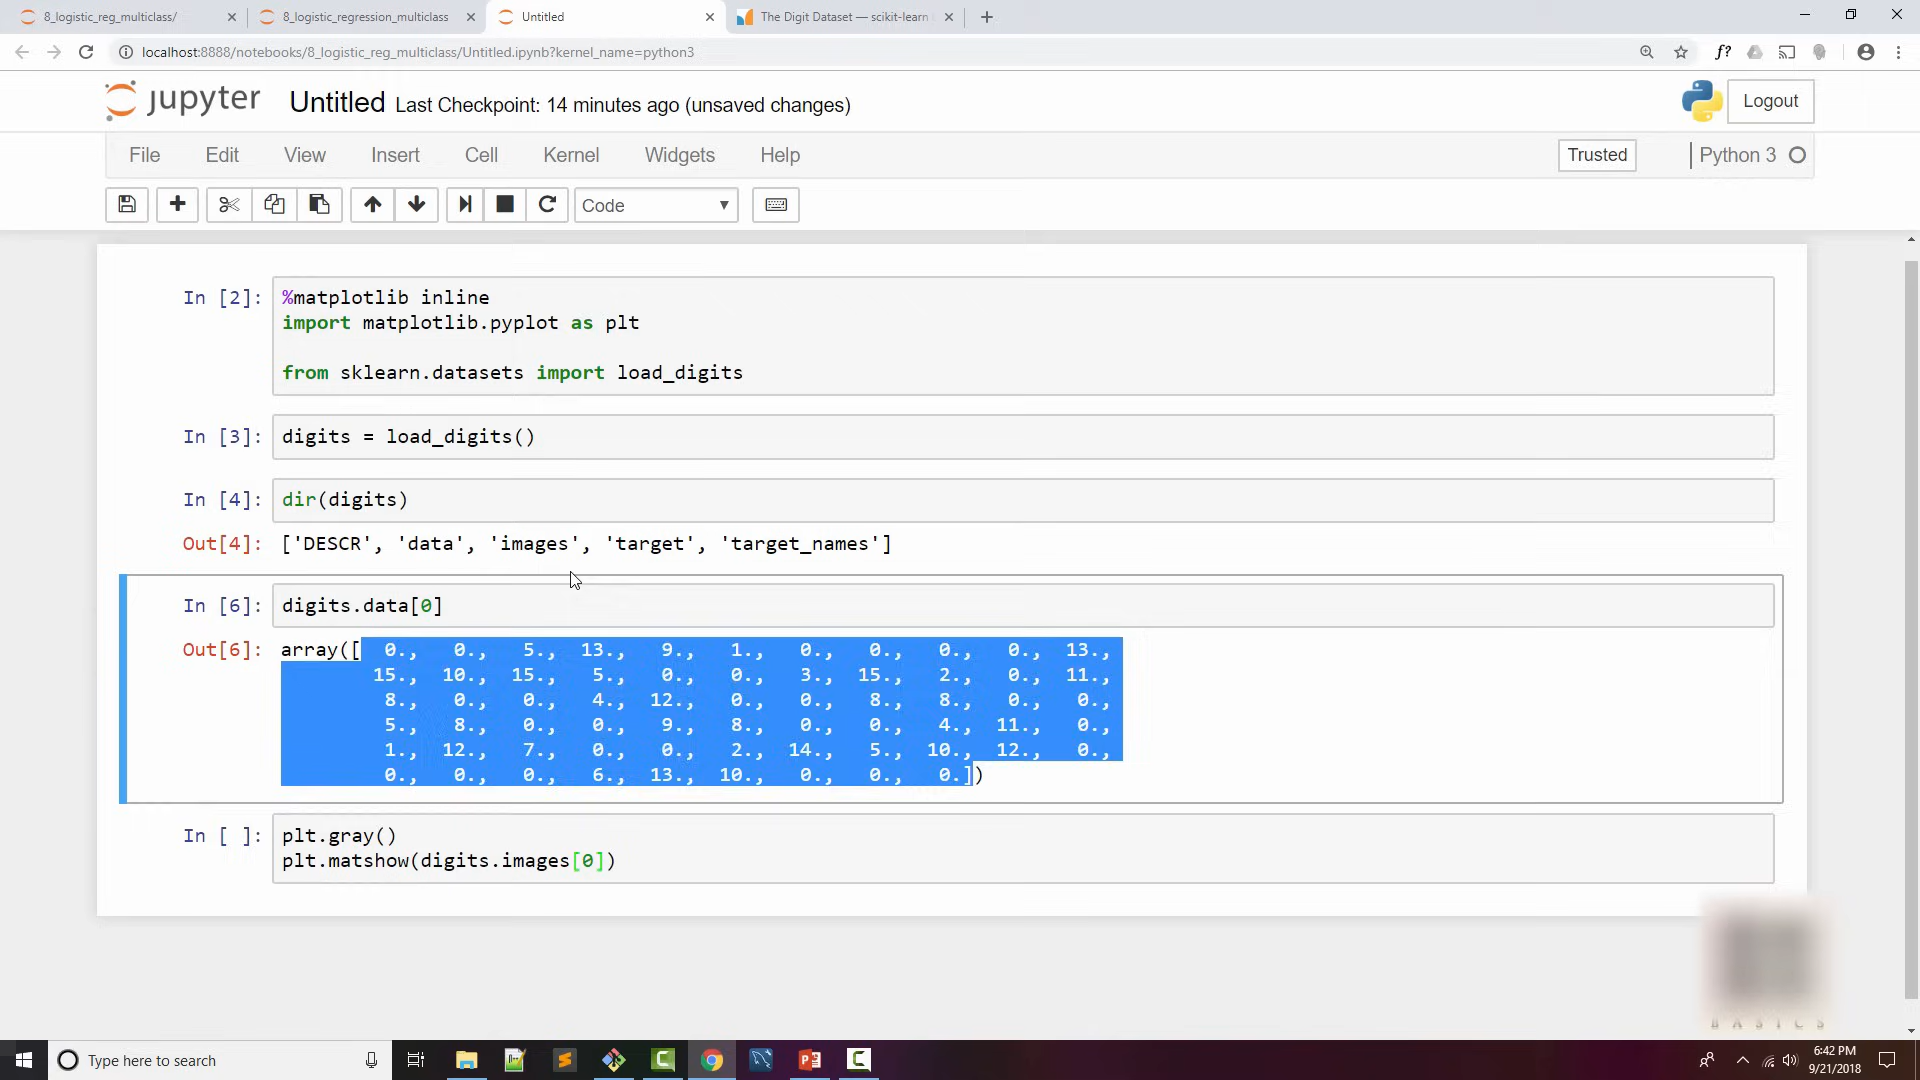 8_logistic_reg_multiclass/
8_logistic_regression_multiclass
Untitled
The Digit Dataset — scikit-learn
localhost:8888/notebooks/8_logistic_reg_multiclass/Untitled.ipynb?kernel_name=python3
f?
jupyter Untitled Last Checkpoint: 14 minutes ago (unsaved changes)
Logout
File Edit View Insert Cell Kernel Widgets Help
Trusted
Python 3
Code
In [2]: %matplotlib inline
import matplotlib.pyplot as plt
from sklearn.datasets import load_digits
In [3]: digits = load_digits()
In [4]: dir(digits)
Out[4]: ['DESCR', 'data', 'images', 'target', 'target_names']
In [6]: digits.data[0]
Out[6]: array([ 0., 0., 5., 13., 9., 1., 0., 0., 0., 0., 13.,
15., 10., 15., 5., 0., 0., 3., 15., 2., 0., 11.,
8., 0., 0., 4., 12., 0., 0., 8., 8., 0., 0.,
5., 8., 0., 0., 9., 8., 0., 0., 4., 11., 0.,
1., 12., 7., 0., 0., 2., 14., 5., 10., 12., 0.,
0., 0., 0., 6., 13., 10., 0., 0., 0.])
In [ ]: plt.gray()
plt.matshow(digits.images[0])
BASICS
Type here to search
6:42 PM
9/21/2018